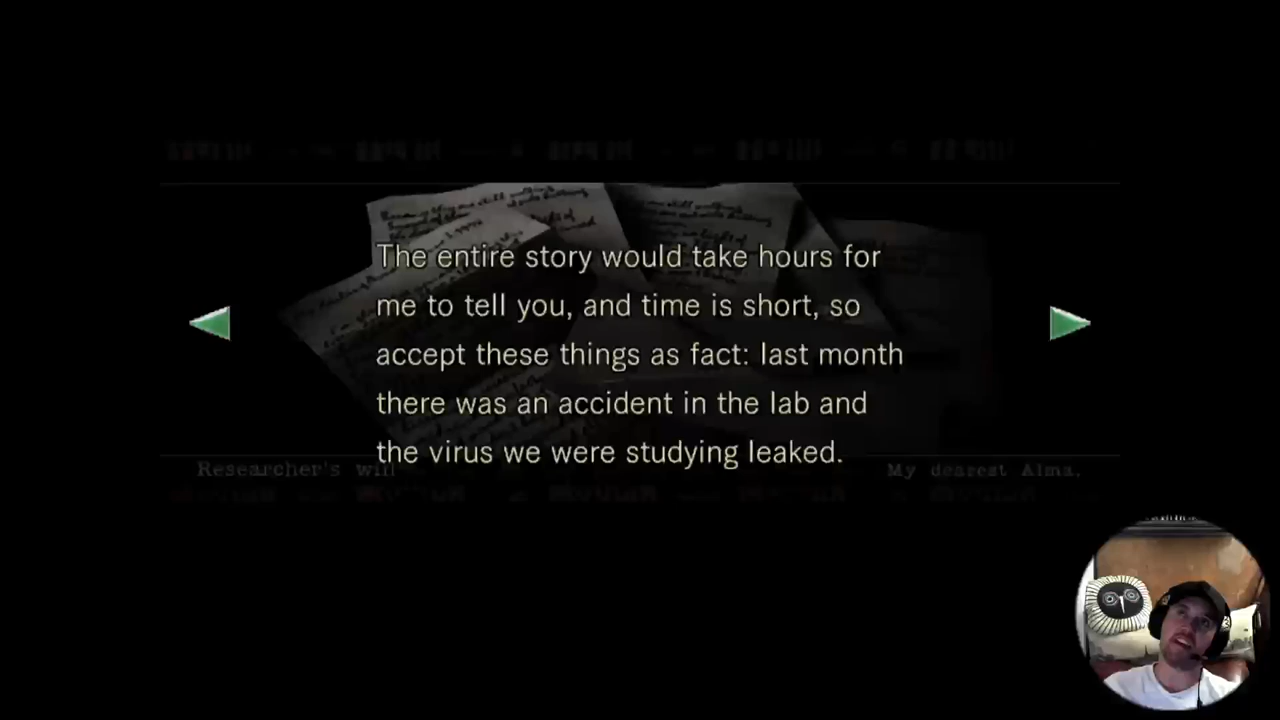 The entire story would take hours for
me to tell you, and time is short, so
accept these things as fact: last month
there was an accident in the lab and
the virus we were studying leaked.
Researcher's will
My dearest Alma,